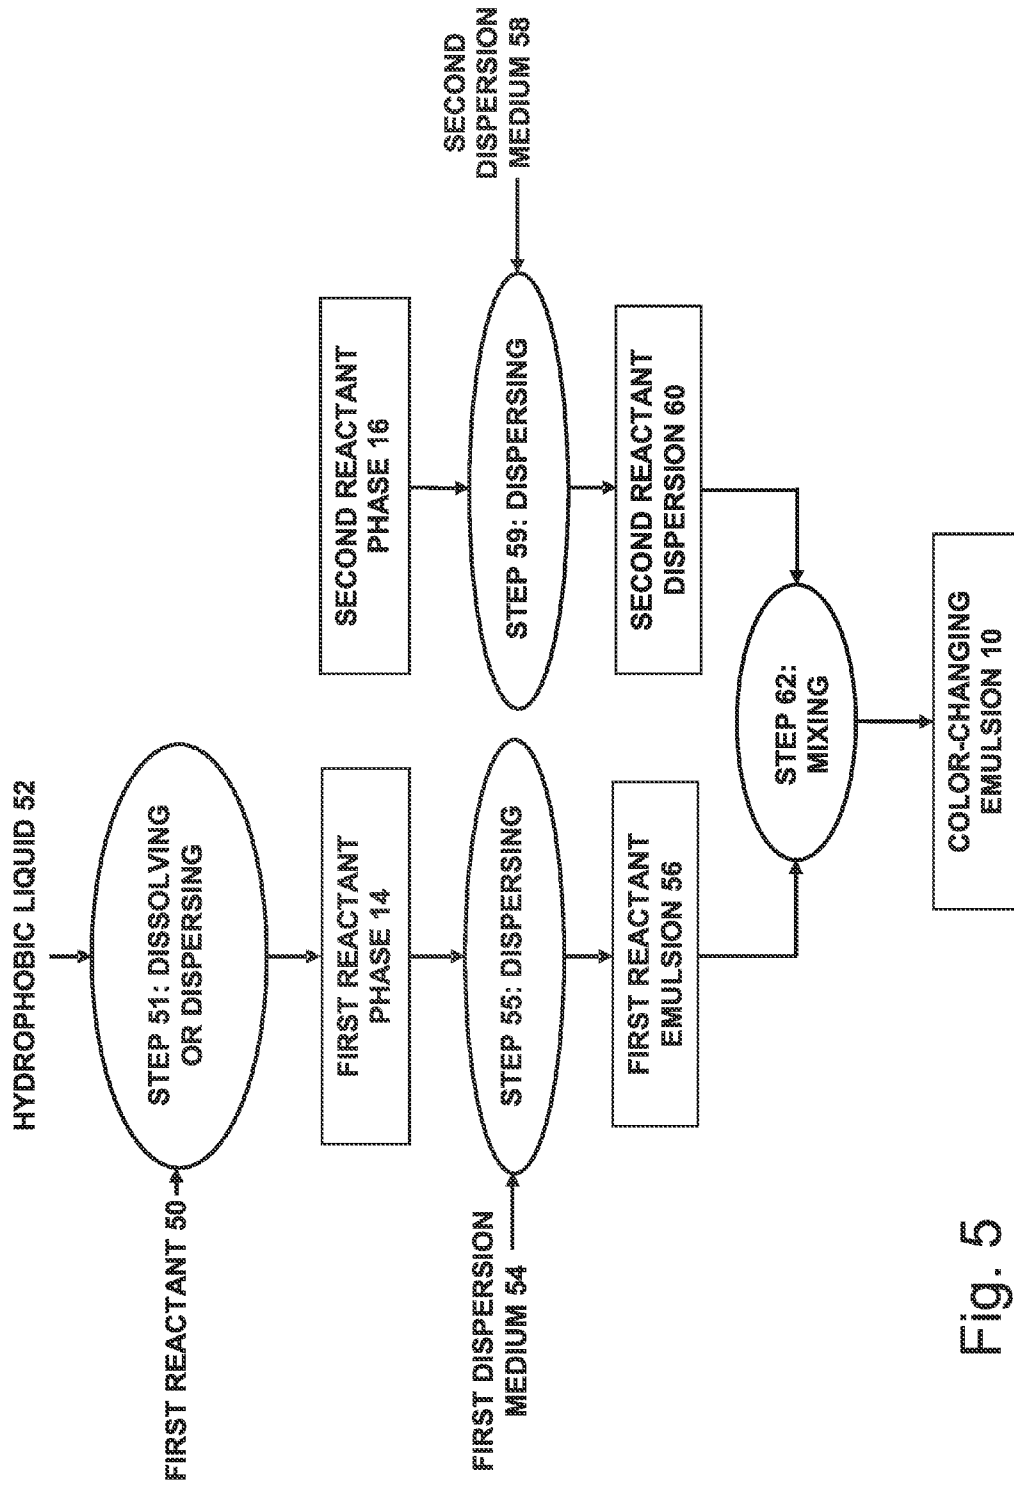 HYDROPHOBIC LIQUID 52
FIRST REACTANT 50
STEP 51: DISSOLVING
OR DISPERSING
FIRST REACTANT
PHASE 14
FIRST DISPERSION
MEDIUM 54
STEP 55: DISPERSING
FIRST REACTANT
EMULSION 56
SECOND REACTANT
PHASE 16
SECOND
DISPERSION
MEDIUM 58
STEP 59: DISPERSING
SECOND REACTANT
DISPERSION 60
STEP 62:
MIXING
COLOR-CHANGING
EMULSION 10
Fig. 5